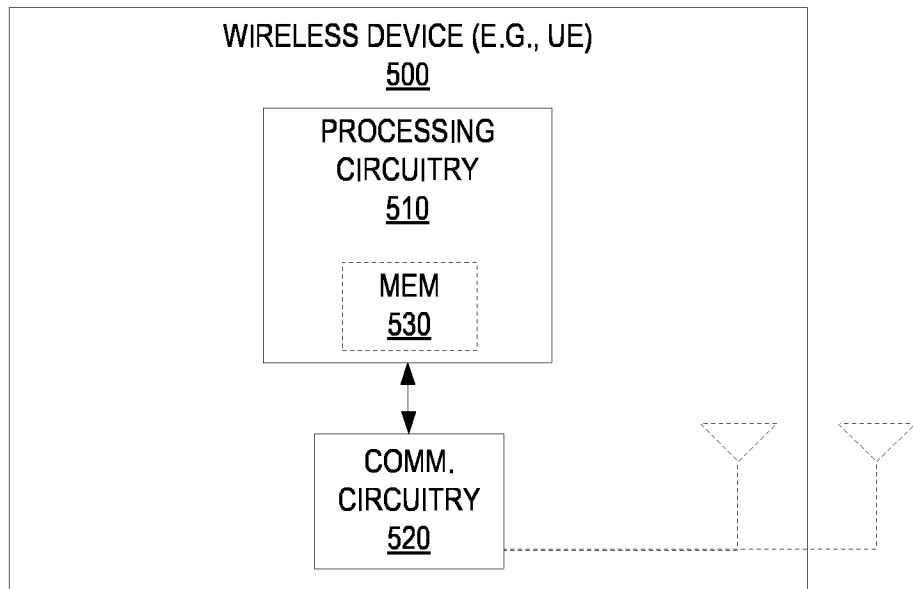 WIRELESS DEVICE (E.G., UE)
500
PROCESSING
CIRCUITRY
510
MEM
530
COMM.
CIRCUITRY
520